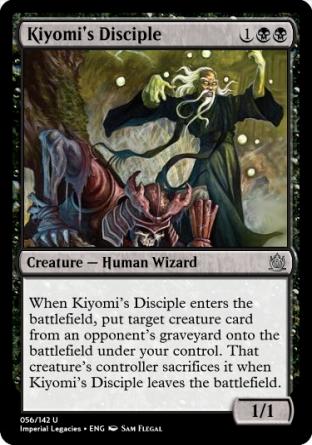 Kiyomi's Disciple 1
Creature — Human Wizard
When Kiyomi's Disciple enters the
battlefield, put target creature card
from an opponent's graveyard onto the
battlefield under your control. That
creature's controller sacrifices it when
Kiyomi's Disciple leaves the battlefield.
1/1
056/142 U
Imperial Legacies • ENG Sam Flegal